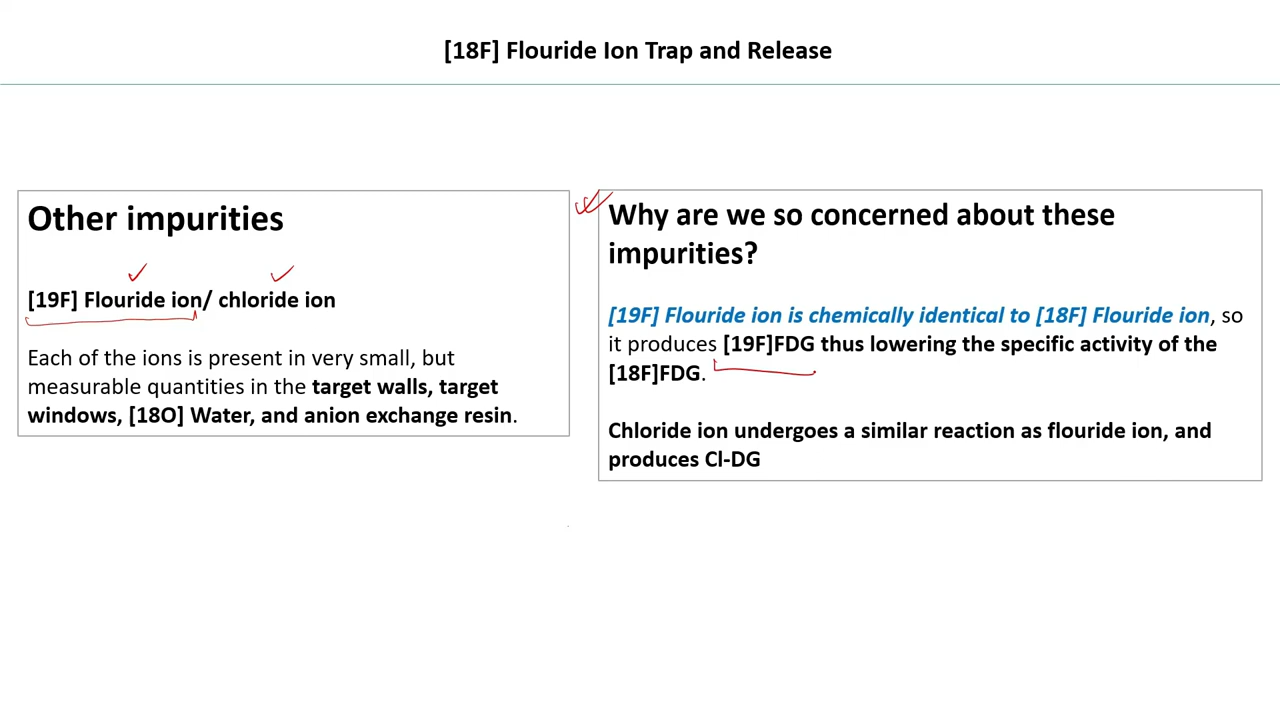 [18F] Flouride Ion Trap and Release
Other impurities
[19F] Flouride ion/ chloride ion
Each of the ions is present in very small, but
measurable quantities in the target walls, target
windows, [18O] Water, and anion exchange resin.
Why are we so concerned about these
impurities?
[19F] Flouride ion is chemically identical to [18F] Flouride ion, so
it produces [19F]FDG thus lowering the specific activity of the
[18F]FDG.
Chloride ion undergoes a similar reaction as flouride ion, and
produces Cl-DG